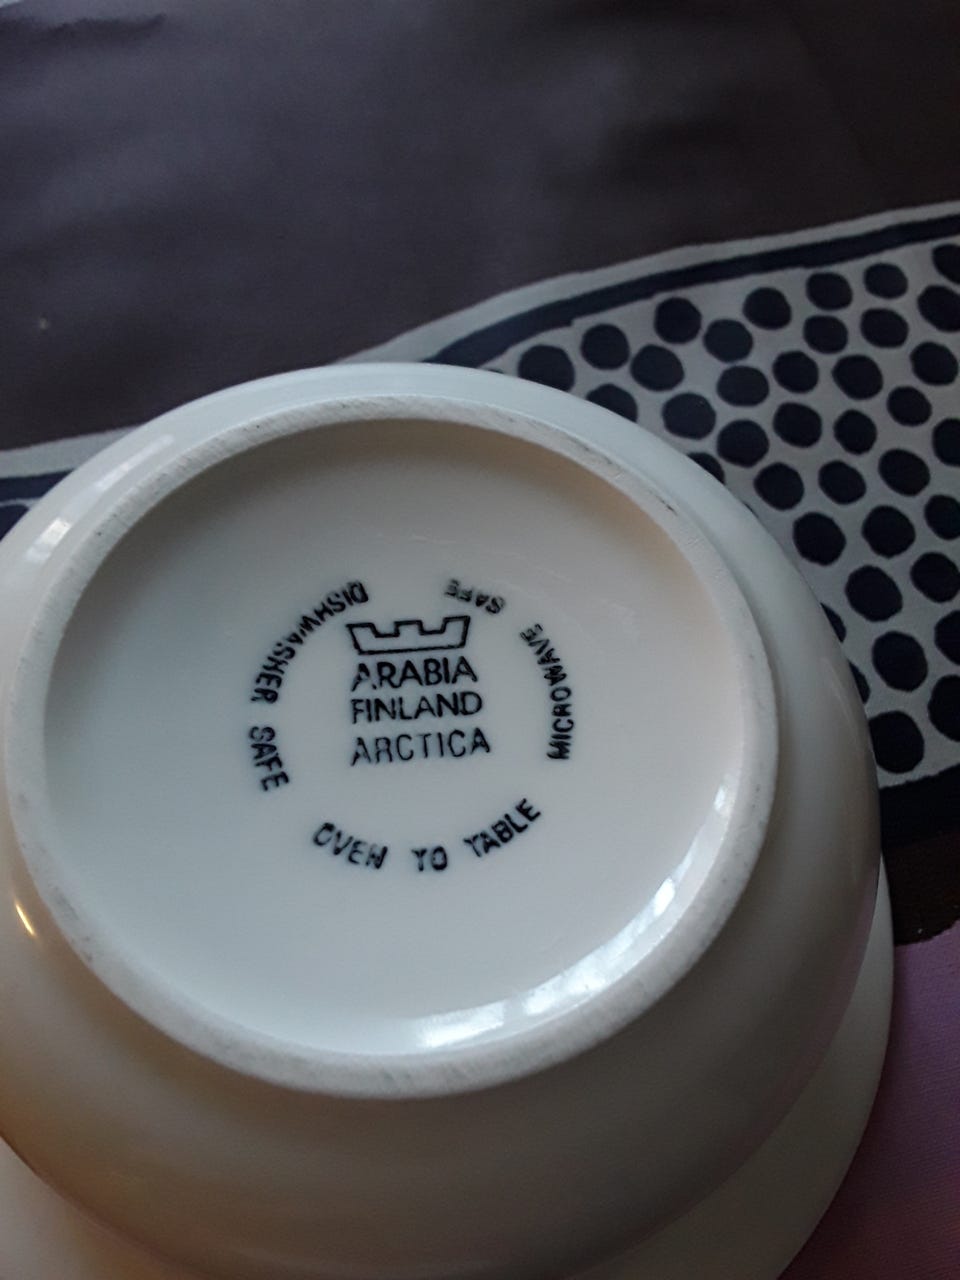 ARABIA
FINLAND
ARCTICA
DISHWASHER SAFE
OVEN TO TABLE
MICROWAVE SAFE